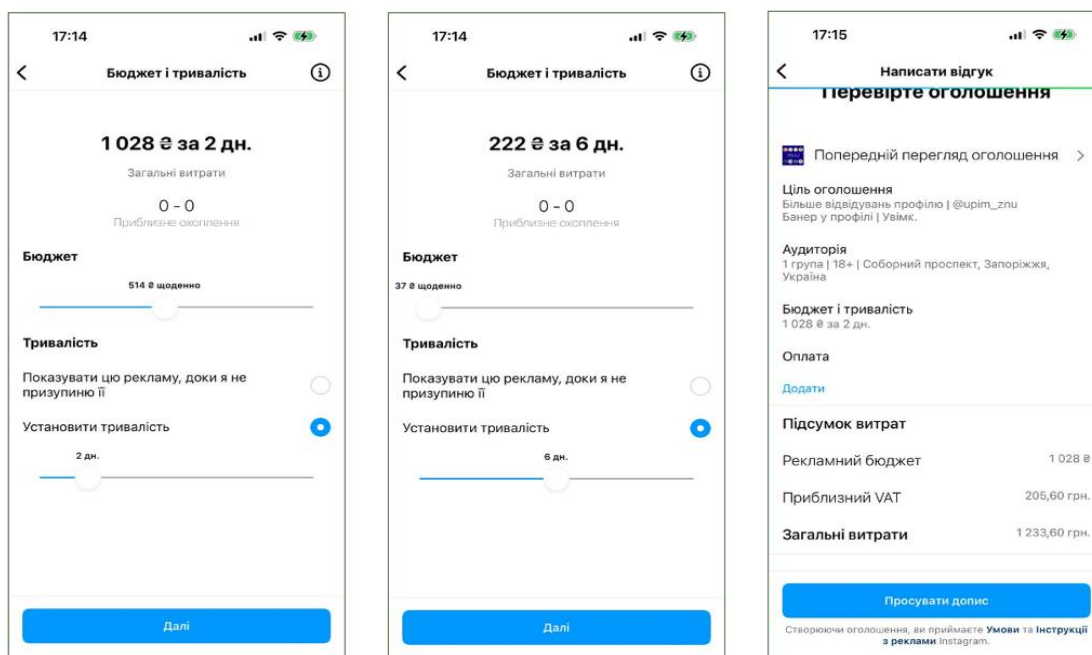 17:14
Бюджет і тривалість
1 028 ₴ за 2 дн.
Загальні витрати
0 - 0
Приблизне охоплення
Бюджет
514 ₴ щоденно
Тривалість
Показувати цю рекламу, доки я не
призупиню її
Установити тривалість
2 дн.
Далі
17:14
Бюджет і тривалість
222 ₴ за 6 дн.
Загальні витрати
0 - 0
Приблизне охоплення
Бюджет
37 ₴ щоденно
Тривалість
Показувати цю рекламу, доки я не
призупиню її
Установити тривалість
6 дн.
Далі
17:15
Написати відгук
Перевірте оголошення
Попередній перегляд оголошення
Ціль оголошення
Більше відвідувань профілю | @upim_znu
Банер у профілі | Увімк.
Аудиторія
1 група | 18+ | Соборний проспект, Запоріжжя,
Україна
Бюджет і тривалість
1 028 ₴ за 2 дн.
Оплата
Додати
Підсумок витрат
Рекламний бюджет 1 028 ₴
Приблизний VAT 205,60 грн.
Загальні витрати 1 233,60 грн.
Просувати допис
Створюючи оголошення, ви приймаєте Умови та Інструкції
з реклами Instagram.